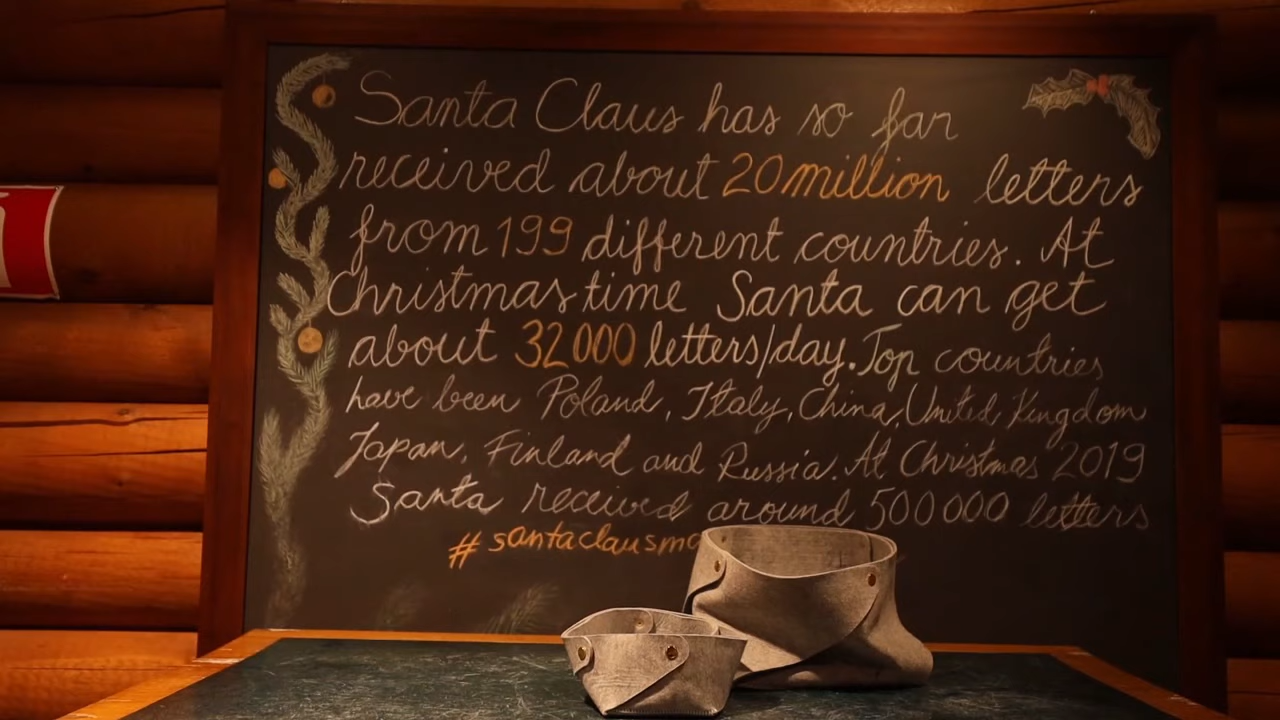 Santa Claus has so far
received about 20 million letters
from 199 different countries. At
Christmas time Santa can get
about 32 000 letters/day. Top countries
have been Poland, Italy, China, United Kingdom
Japan, Finland and Russia. At Christmas 2019
Santa received around 500 000 letters